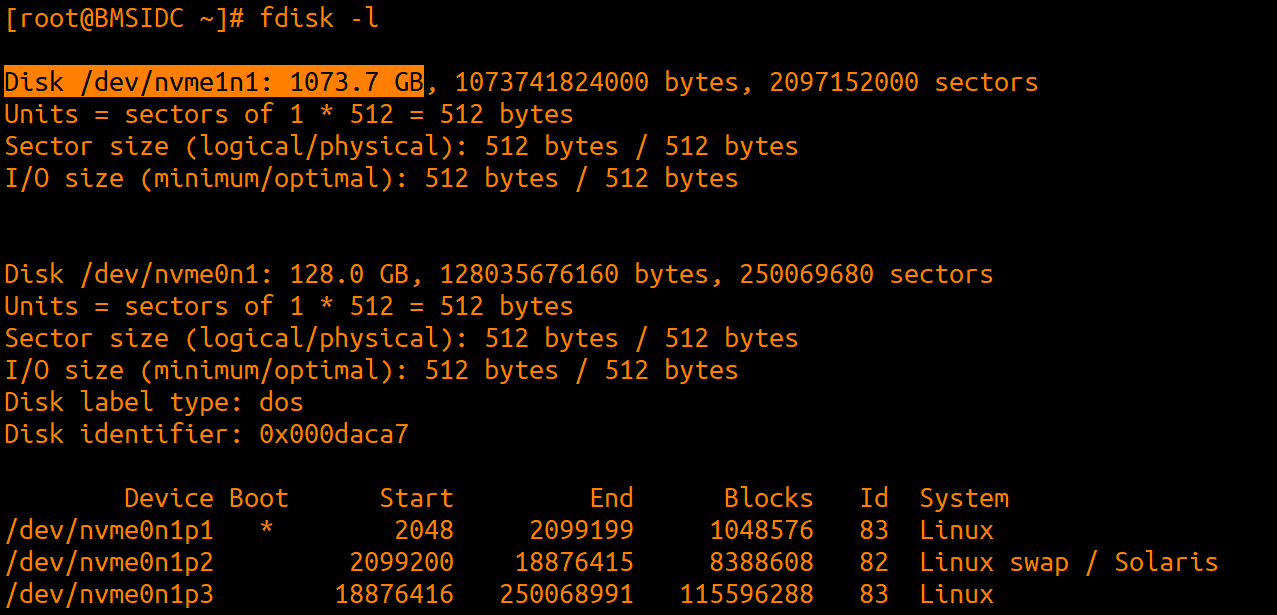 [root@BMSIDC ~]# fdisk -l
Disk /dev/nvme1n1: 1073.7 GB, 1073741824000 bytes, 2097152000 sectors
Units = sectors of 1 * 512 = 512 bytes
Sector size (logical/physical): 512 bytes / 512 bytes
I/O size (minimum/optimal): 512 bytes / 512 bytes
Disk /dev/nvme0n1: 128.0 GB, 128035676160 bytes, 250069680 sectors
Units = sectors of 1 * 512 = 512 bytes
Sector size (logical/physical): 512 bytes / 512 bytes
I/O size (minimum/optimal): 512 bytes / 512 bytes
Disk label type: dos
Disk identifier: 0x000daca7
        Device Boot      Start         End      Blocks   Id  System
/dev/nvme0n1p1   *        2048     2099199     1048576   83  Linux
/dev/nvme0n1p2         2099200    18876415     8388608   82  Linux swap / Solaris
/dev/nvme0n1p3        18876416   250068991   115596288   83  Linux